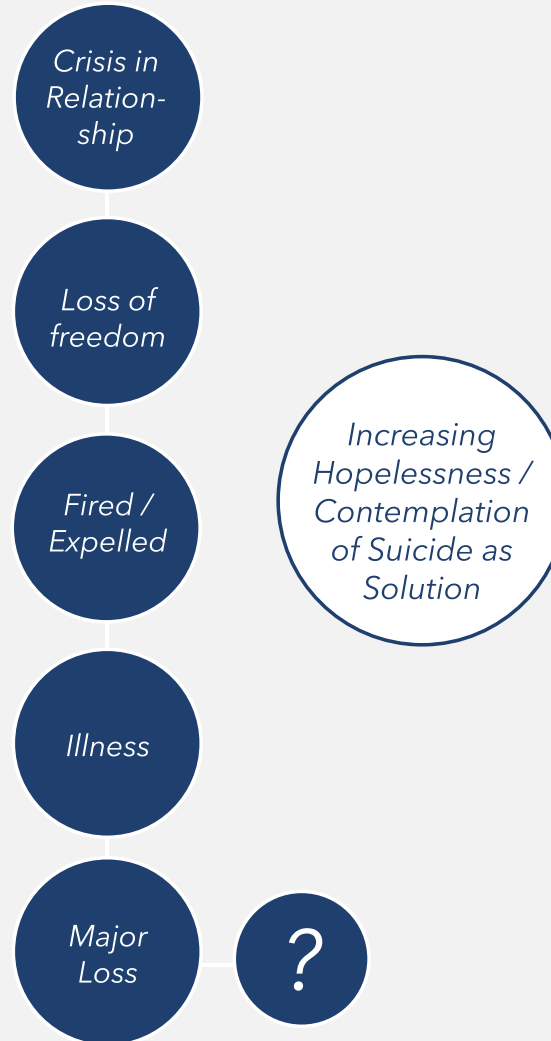 Crisis in
Relation-
ship
Loss of
freedom
Fired /
Expelled
Increasing
Hopelessness /
Contemplation
of Suicide as
Solution
Illness
Major
Loss
?